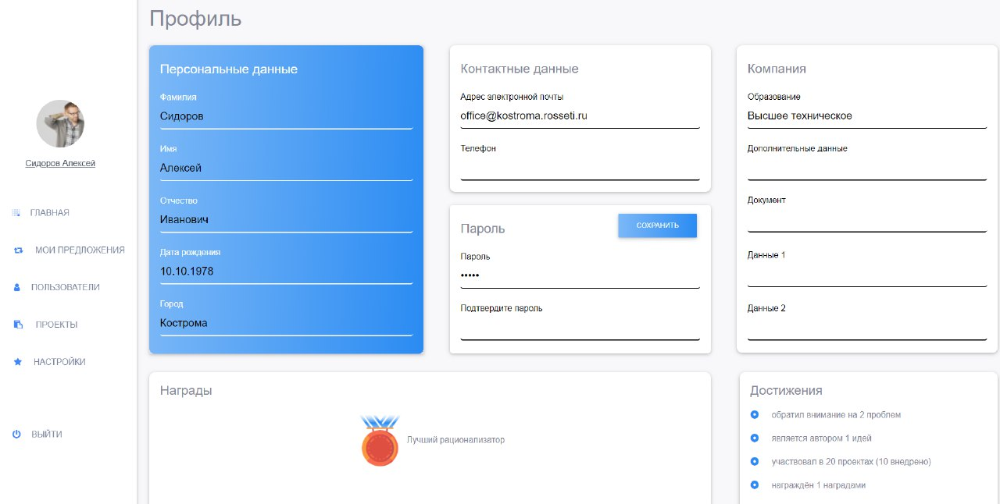 Профиль
Сидоров Алексей
ГЛАВНАЯ
МОИ ПРЕДЛОЖЕНИЯ
ПОЛЬЗОВАТЕЛИ
ПРОЕКТЫ
НАСТРОЙКИ
ВЫЙТИ
Персональные данные
Фамилия
Сидоров
Имя
Алексей
Отчество
Иванович
Дата рождения
10.10.1978
Город
Кострома
Контактные данные
Адрес электронной почты
office@kostroma.rosseti.ru
Телефон
Пароль
СОХРАНИТЬ
Пароль
•••••
Подтвердите пароль
Компания
Образование
Высшее техническое
Дополнительные данные
Документ
Данные 1
Данные 2
Награды
Лучший рационализатор
Достижения
обратил внимание на 2 проблем
является автором 1 идей
участвовал в 20 проектах (10 внедрено)
награждён 1 наградами